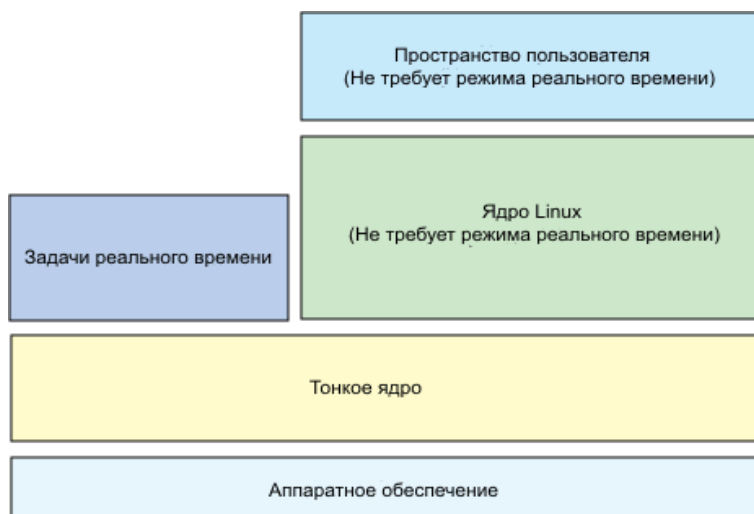 Пространство пользователя
(Не требует режима реального времени)
Ядро Linux
(Не требует режима реального времени)
Задачи реального времени
Тонкое ядро
Аппаратное обеспечение